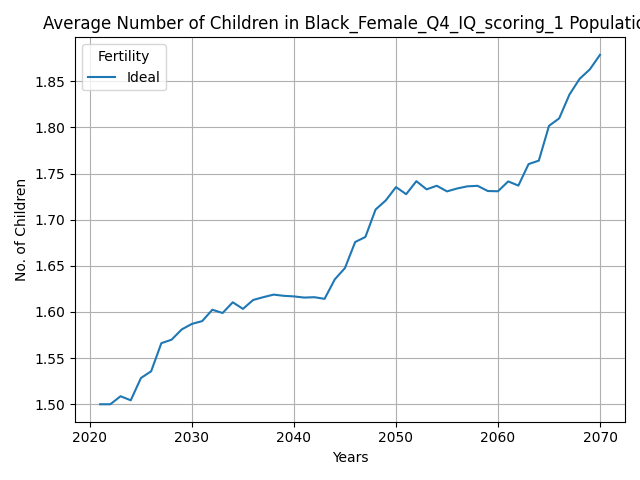 Average Number of Children in Black_Female_Q4_IQ_scoring_1 Populatio
Fertility
Ideal
No. of Children
1.85
1.80
1.75
1.70
1.65
1.60
1.55
1.50
2020 2030 2040 2050 2060 2070
Years